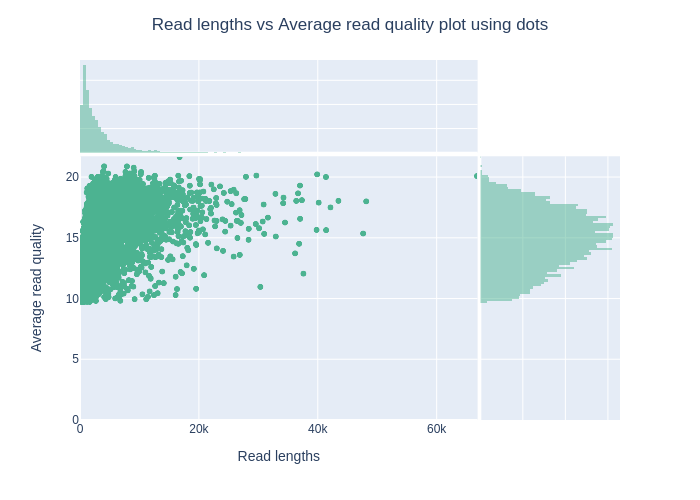 Read lengths vs Average read quality plot using dots
20
15
10
5
0
Average read quality
0
20k
40k
60k
Read lengths